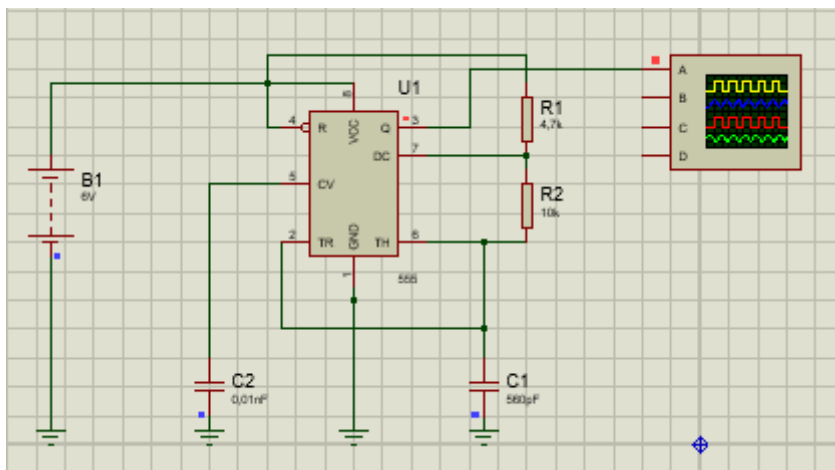 U1
8
4
R
VCC
Q
3
DC
7
5
CV
2
TR
GND
TH
6
1
555
B1
6V
R1
4,7k
R2
10k
A
B
C
D
C2
0,01nF
C1
560pF